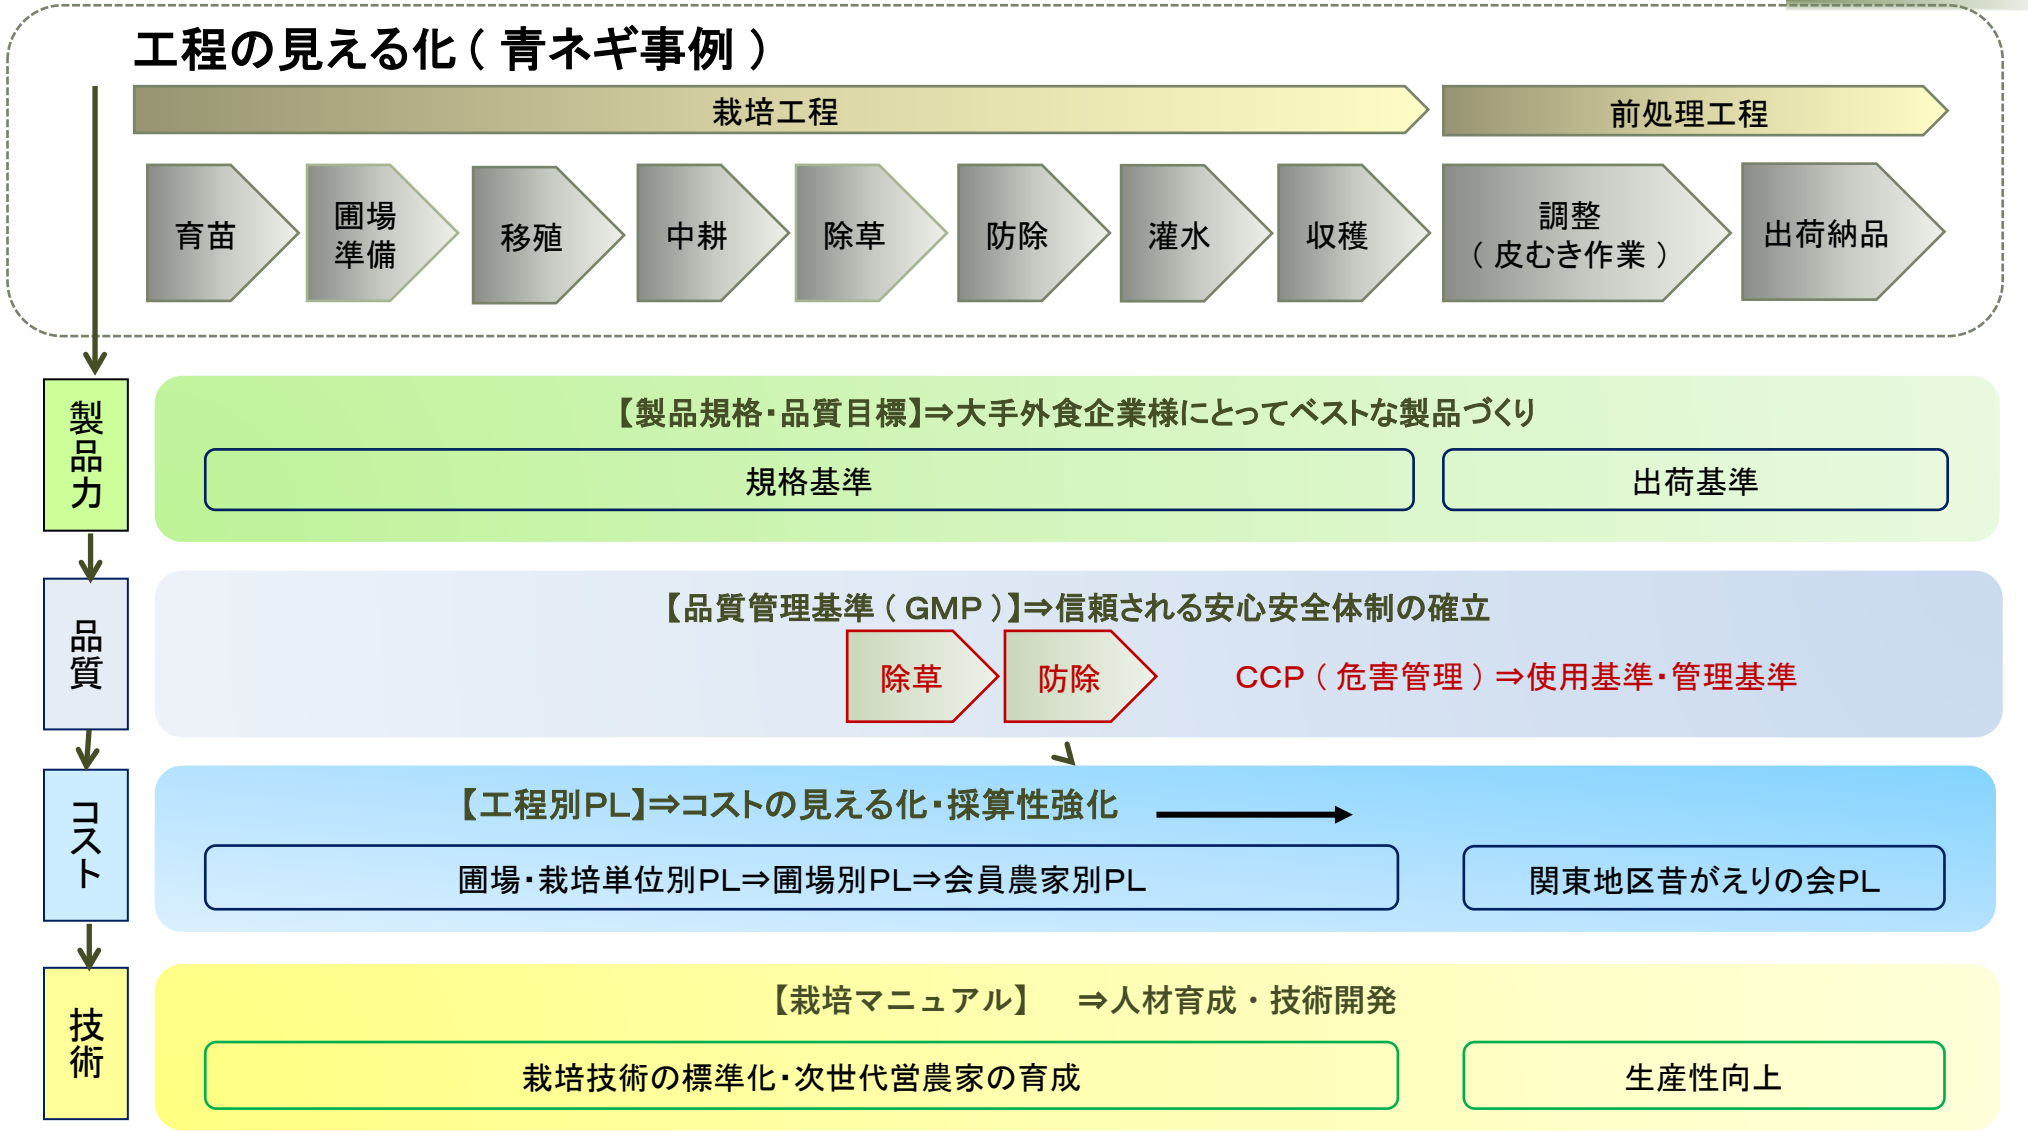 工程の見える化（青ネギ事例）
栽培工程
前処理工程
育苗
圃場
準備
移殖
中耕
除草
防除
灌水
収穫
調整
（皮むき作業）
出荷納品
製品力
【製品規格・品質目標】⇒大手外食企業様にとってベストな製品づくり
規格基準
出荷基準
品質
【品質管理基準（GMP）】⇒信頼される安心安全体制の確立
除草
防除
CCP（危害管理）⇒使用基準・管理基準
コスト
【工程別PL】⇒コストの見える化・採算性強化
圃場・栽培単位別PL⇒圃場別PL⇒会員農家別PL
関東地区昔がえりの会PL
技術
【栽培マニュアル】　⇒人材育成・技術開発
栽培技術の標準化・次世代営農家の育成
生産性向上